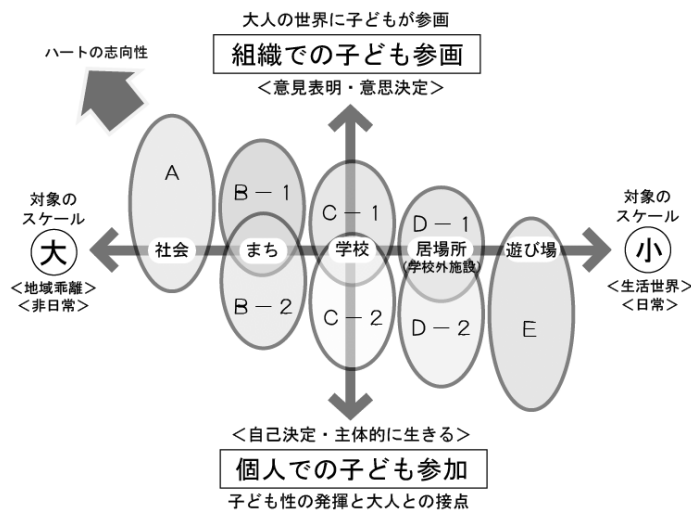 大人の世界に子どもが参画
組織での子ども参画
＜意見表明・意思決定＞
ハートの志向性
A
B－1
C－1
D－1
対象の
スケール
大
＜地域乖離＞
＜非日常＞
社会
まち
学校
居場所
（学校外施設）
遊び場
対象の
スケール
小
＜生活世界＞
＜日常＞
B－2
C－2
D－2
E
＜自己決定・主体的に生きる＞
個人での子ども参加
子ども性の発揮と大人との接点